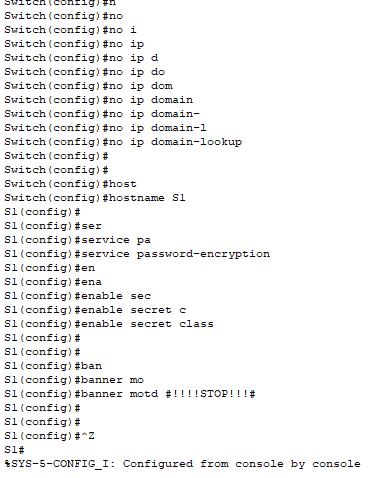 Switch(config)#n
Switch(config)#no
Switch(config)#no i
Switch(config)#no ip
Switch(config)#no ip d
Switch(config)#no ip do
Switch(config)#no ip dom
Switch(config)#no ip domain
Switch(config)#no ip domain-
Switch(config)#no ip domain-l
Switch(config)#no ip domain-lookup
Switch(config)#
Switch(config)#
Switch(config)#host
Switch(config)#hostname S1
S1(config)#
S1(config)#ser
S1(config)#service pa
S1(config)#service password-encryption
S1(config)#en
S1(config)#ena
S1(config)#enable sec
S1(config)#enable secret c
S1(config)#enable secret class
S1(config)#
S1(config)#
S1(config)#ban
S1(config)#banner mo
S1(config)#banner motd #!!!!STOP!!!#
S1(config)#
S1(config)#
S1(config)#^Z
S1#
%SYS-5-CONFIG_I: Configured from console by console